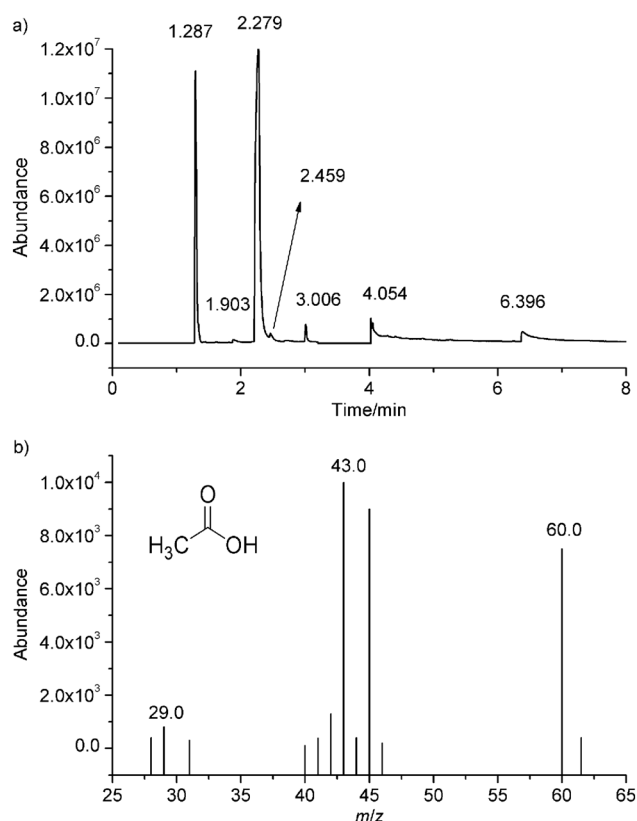 a)
1.287
2.279
1.2x10⁷
1.0x10⁷
8.0x10⁶
6.0x10⁶
4.0x10⁶
2.0x10⁶
0.0
Abundance
2.459
1.903
3.006
4.054
6.396
0
2
4
6
8
Time/min
b)
1.0x10⁴
8.0x10³
6.0x10³
4.0x10³
2.0x10³
0.0
Abundance
O
H₃C
OH
43.0
60.0
29.0
25
30
35
40
45
50
55
60
65
m/z